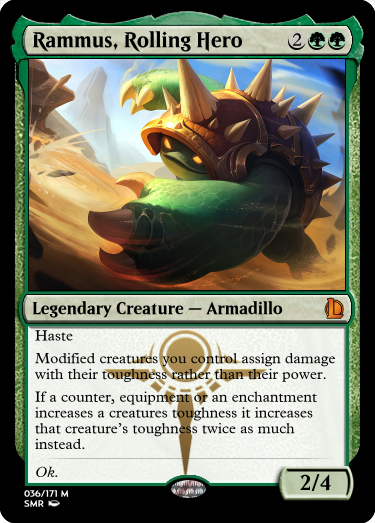 Rammus, Rolling Hero 2
Legendary Creature — Armadillo
Haste
Modified creatures you control assign damage
with their toughness rather than their power.
If a counter, equipment or an enchantment
increases a creatures toughness it increases
that creature's toughness twice as much
instead.
Ok.
2/4
036/171 M
SMR